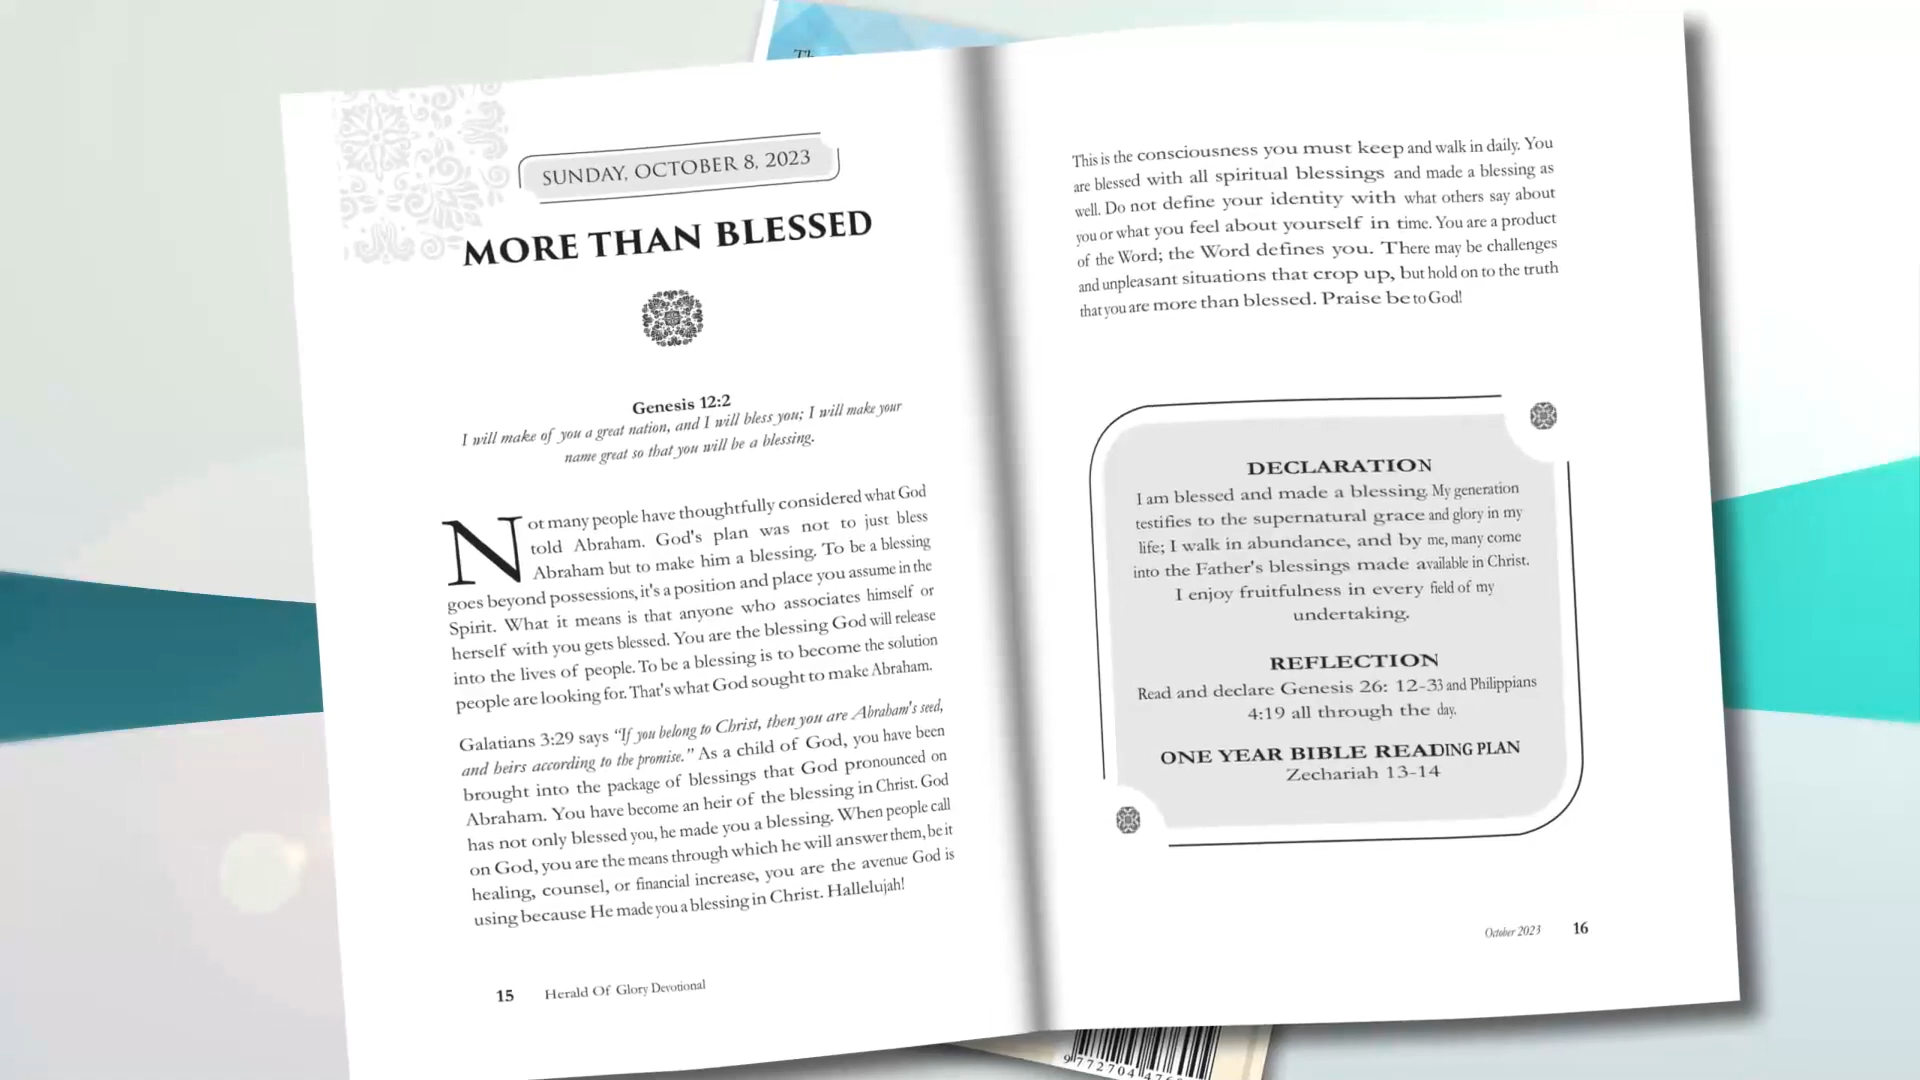 SUNDAY, OCTOBER 8, 2023
MORE THAN BLESSED
Genesis 12:2
I will make of you a great nation, and I will bless you; I will make your
name great so that you will be a blessing.
Not many people have thoughtfully considered what God
told Abraham. God's plan was not to just bless
Abraham but to make him a blessing. To be a blessing
goes beyond possessions, it's a position and place you assume in the
Spirit. What it means is that anyone who associates himself or
herself with you gets blessed. You are the blessing God will release
into the lives of people. To be a blessing is to become the solution
people are looking for. That's what God sought to make Abraham.
Galatians 3:29 says “If you belong to Christ, then you are Abraham's seed,
and heirs according to the promise.” As a child of God, you have been
brought into the package of blessings that God pronounced on
Abraham. You have become an heir of the blessing in Christ. God
has not only blessed you, he made you a blessing. When people call
on God, you are the means through which he will answer them, be it
healing, counsel, or financial increase, you are the avenue God is
using because He made you a blessing in Christ. Hallelujah!
15 Herald Of Glory Devotional
This is the consciousness you must keep and walk in daily. You
are blessed with all spiritual blessings and made a blessing as
well. Do not define your identity with what others say about
you or what you feel about yourself in time. You are a product
of the Word; the Word defines you. There may be challenges
and unpleasant situations that crop up, but hold on to the truth
that you are more than blessed. Praise be to God!
DECLARATION
I am blessed and made a blessing. My generation
testifies to the supernatural grace and glory in my
life; I walk in abundance, and by me, many come
into the Father's blessings made available in Christ.
I enjoy fruitfulness in every field of my
undertaking.
REFLECTION
Read and declare Genesis 26: 12-33 and Philippians
4:19 all through the day.
ONE YEAR BIBLE READING PLAN
Zechariah 13-14
October 2023 16